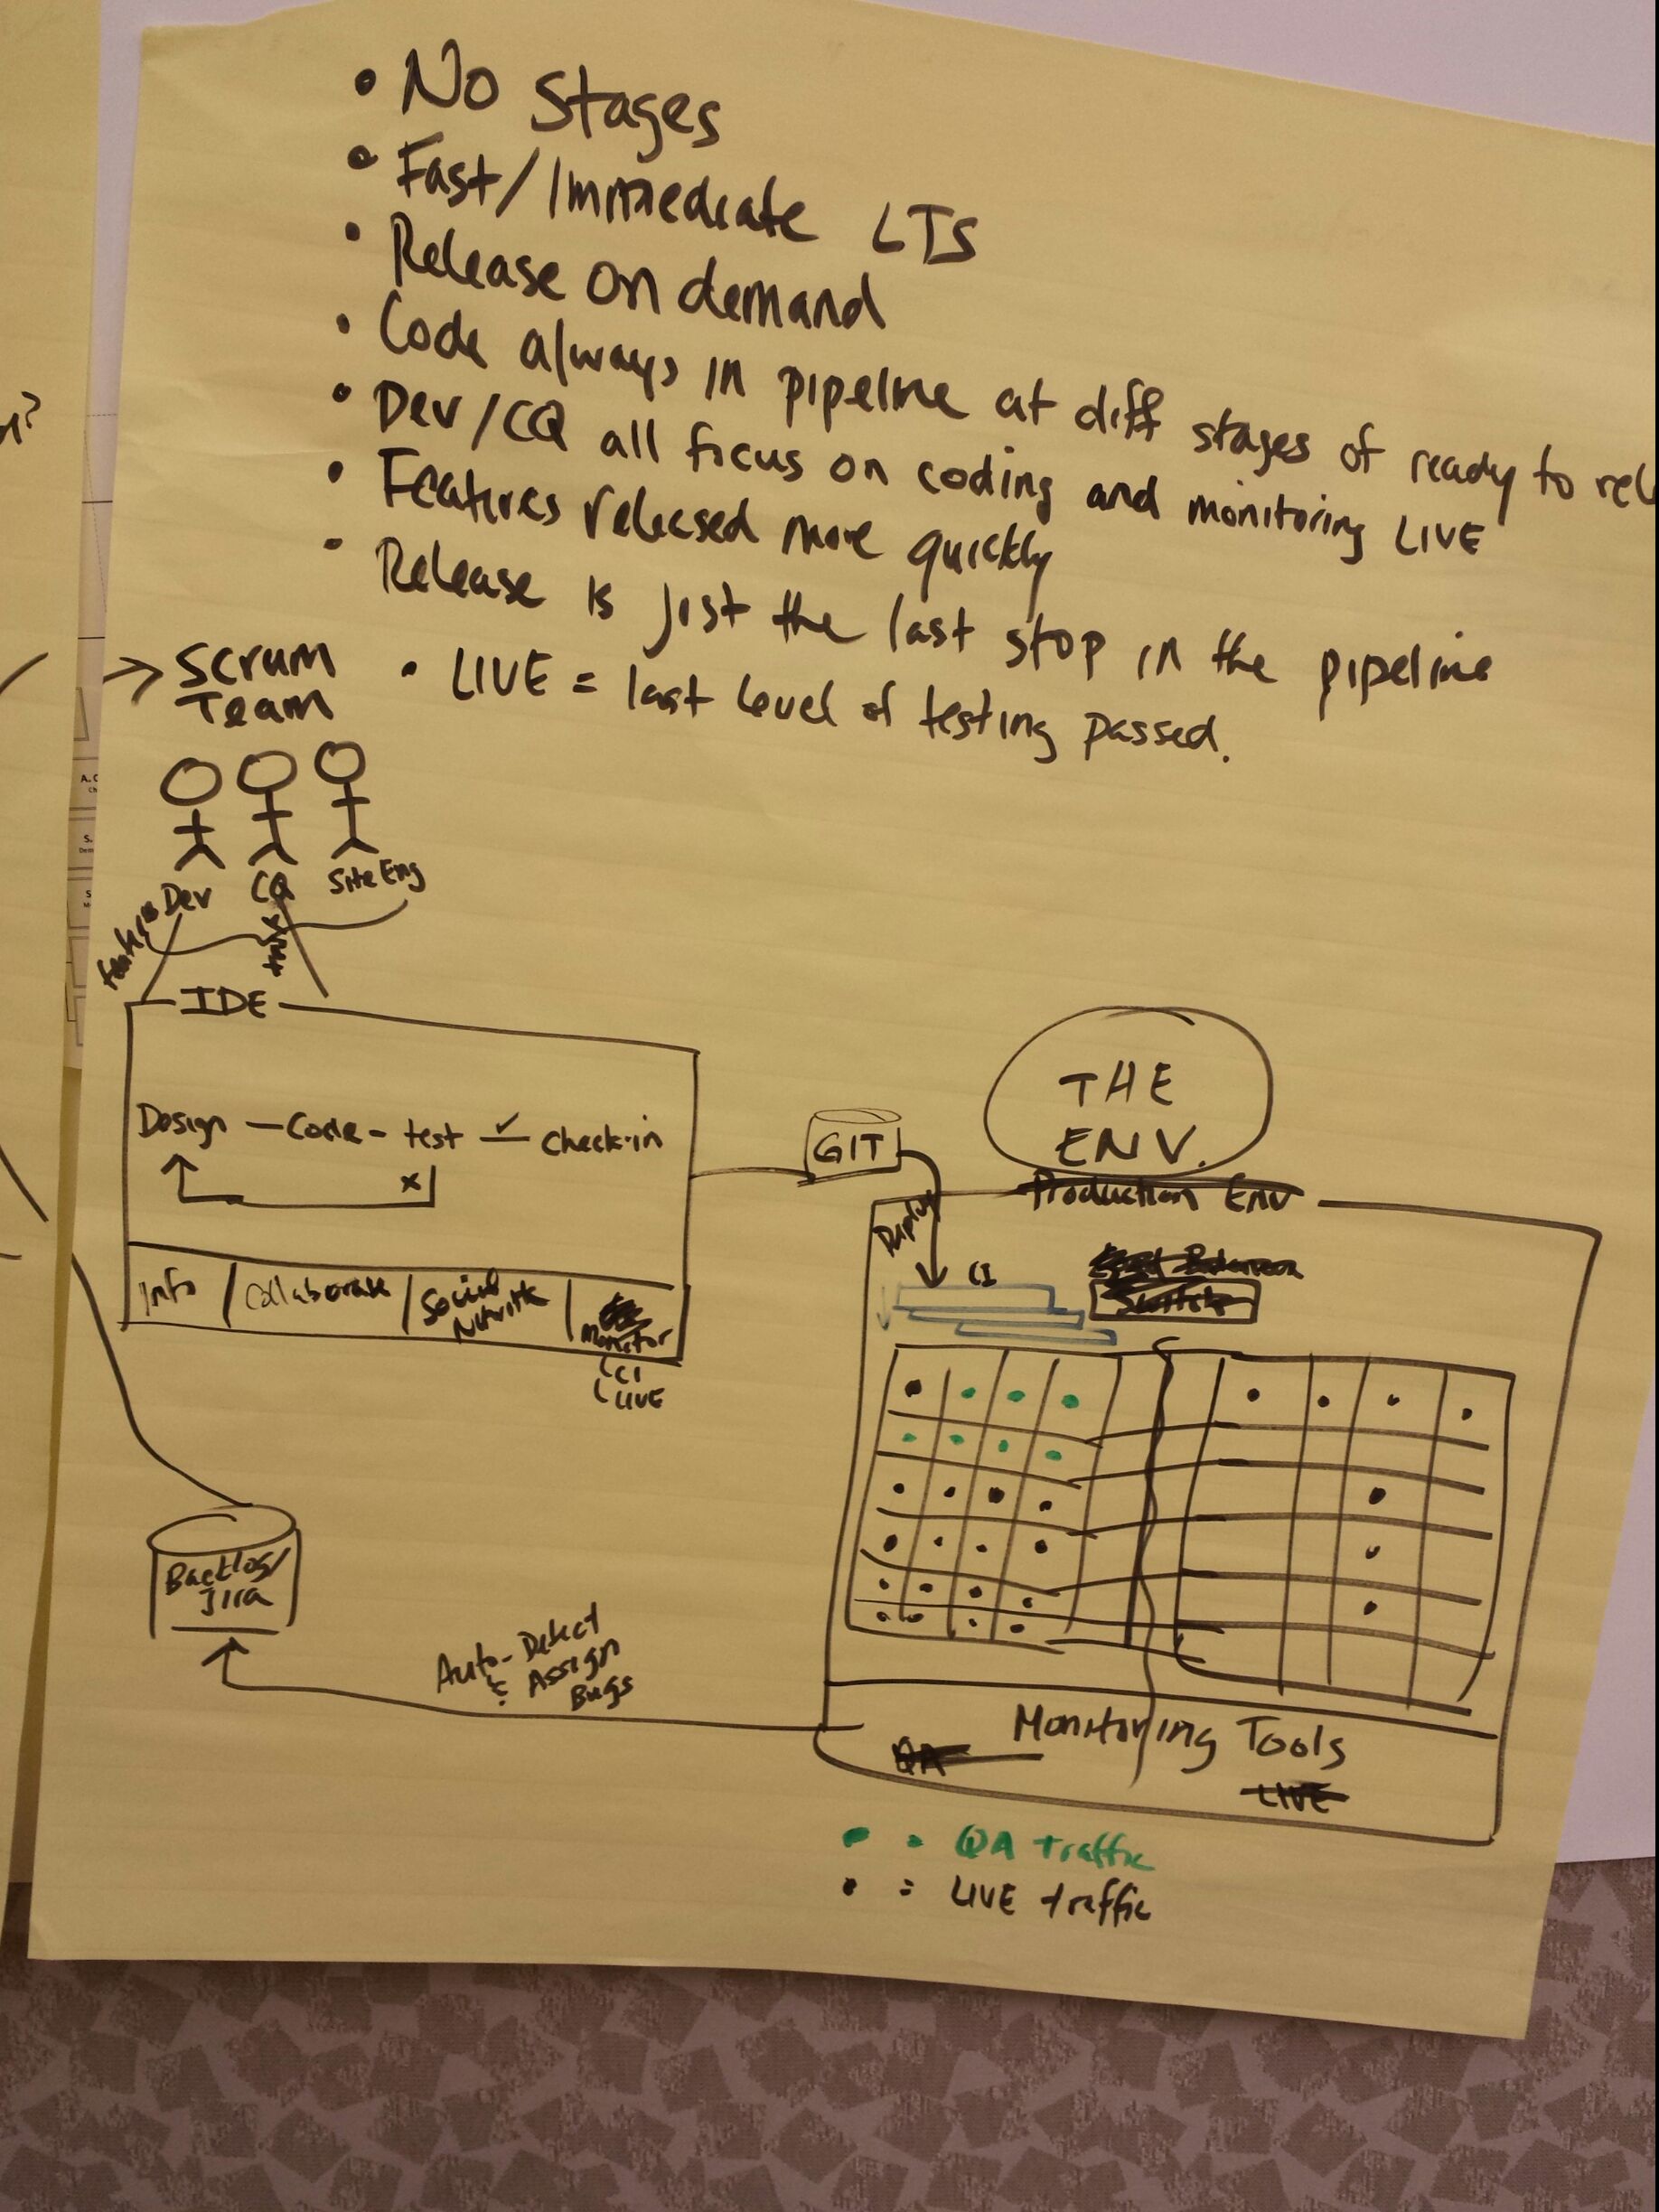 • No Stages
• Fast/Immediate LTS
• Release on demand
• Code always in pipeline at diff stages of ready to rele
• Dev/CQ all focus on coding and monitoring LIVE
• Features released more quickly
• Release is just the last stop in the pipeline
• LIVE = last level of testing passed.
→ Scrum
Team
Dev CQ Site Eng
Features
test
IDE
Design — Code - test ✓ check-in
x
Info / Collaborate / Social Network / Monitor
CI
LIVE
GIT
THE
ENV.
Production Env
Deploy
CI
Switch
Backlog/
Jira
Auto-Detect
& Assign
Bugs
Monitoring Tools
QA
LIVE
• = QA traffic
• = LIVE traffic